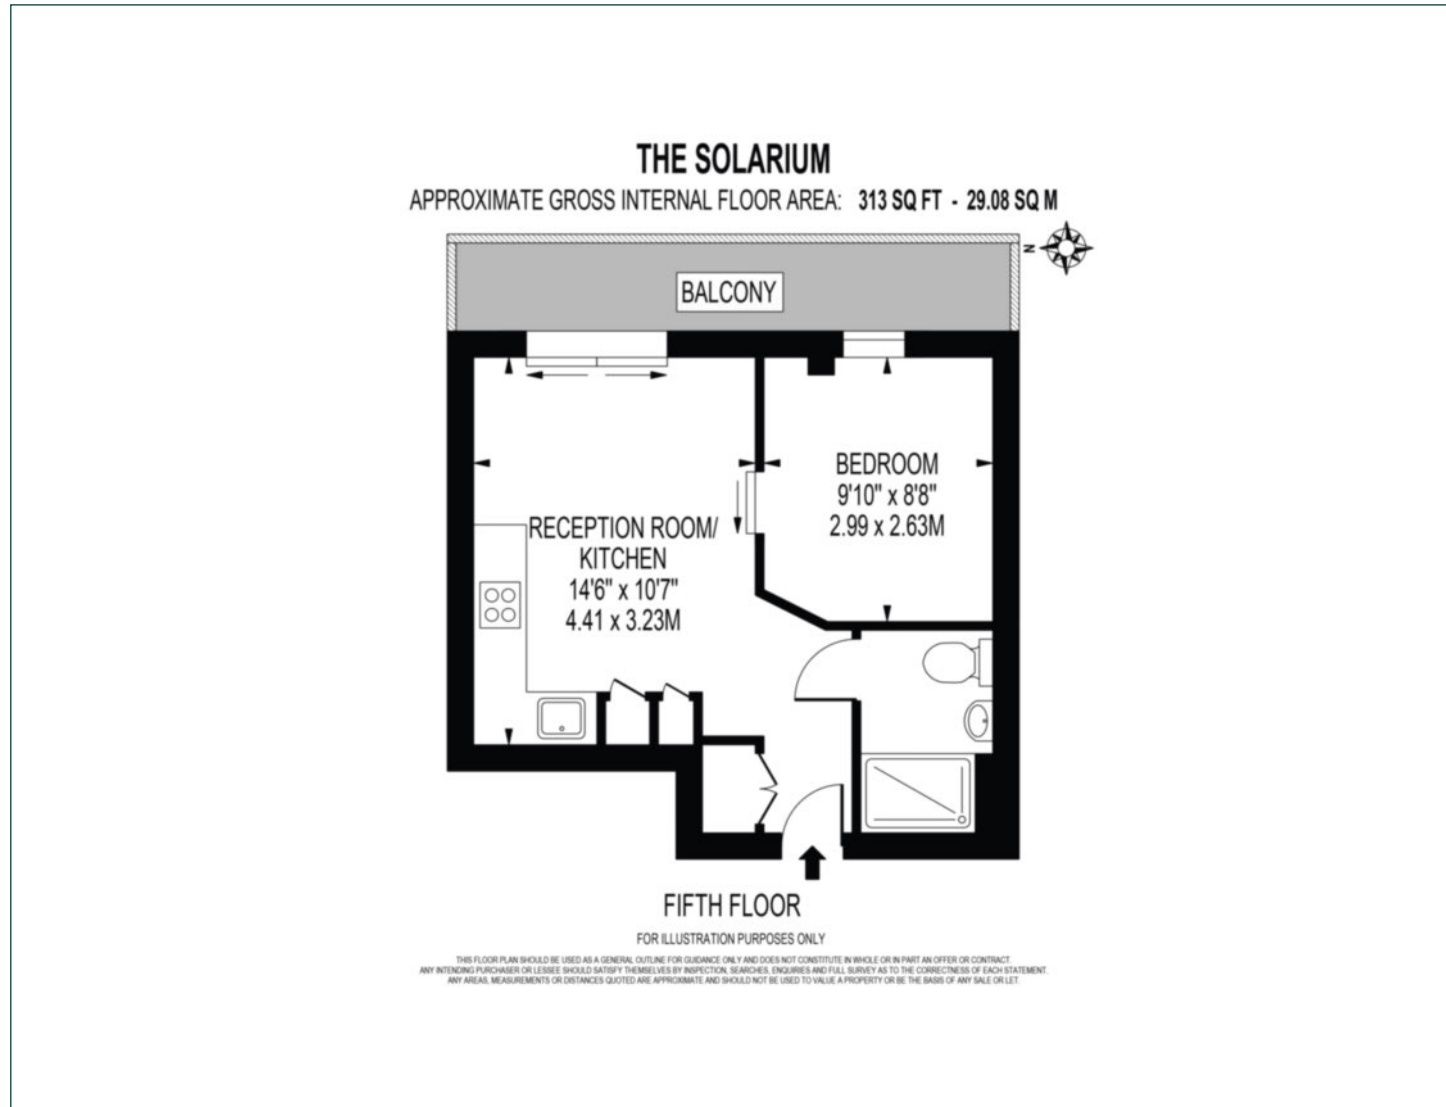 THE SOLARIUM
APPROXIMATE GROSS INTERNAL FLOOR AREA: 313 SQ FT - 29.08 SQ M
N
BALCONY
BEDROOM
9'10" x 8'8"
2.99 x 2.63M
RECEPTION ROOM/
KITCHEN
14'6" x 10'7"
4.41 x 3.23M
FIFTH FLOOR
FOR ILLUSTRATION PURPOSES ONLY
THIS FLOOR PLAN SHOULD BE USED AS A GENERAL OUTLINE FOR GUIDANCE ONLY AND DOES NOT CONSTITUTE IN WHOLE OR IN PART AN OFFER OR CONTRACT.
ANY INTENDING PURCHASER OR LESSEE SHOULD SATISFY THEMSELVES BY INSPECTION, SEARCHES, ENQUIRIES AND FULL SURVEY AS TO THE CORRECTNESS OF EACH STATEMENT.
ANY AREAS, MEASUREMENTS OR DISTANCES QUOTED ARE APPROXIMATE AND SHOULD NOT BE USED TO VALUE A PROPERTY OR BE THE BASIS OF ANY SALE OR LET.